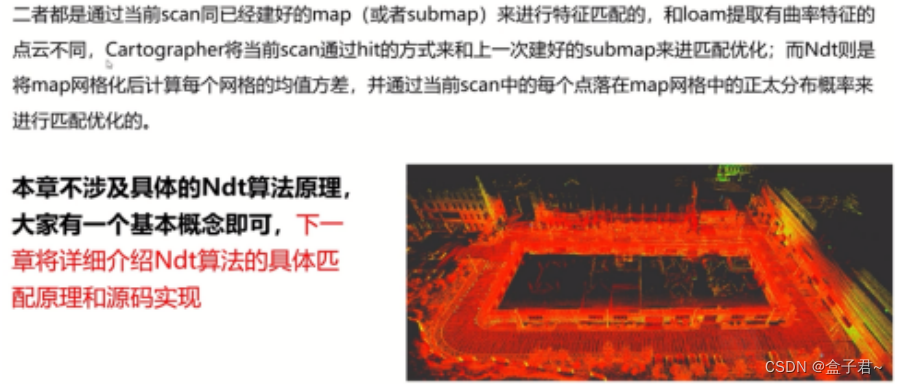 二者都是通过当前scan同已经建好的map（或者submap）来进行特征匹配的，和loam提取有曲率特征的
点云不同，Cartographer将当前scan通过hit的方式来和上一次建好的submap来进匹配优化；而Ndt则是
将map网格化后计算每个网格的均值方差，并通过当前scan中的每个点落在map网格中的正太分布概率来
进行匹配优化的。
本章不涉及具体的Ndt算法原理，
大家有一个基本概念即可，下一
章将详细介绍Ndt算法的具体匹
配原理和源码实现
CSDN @盒子君~